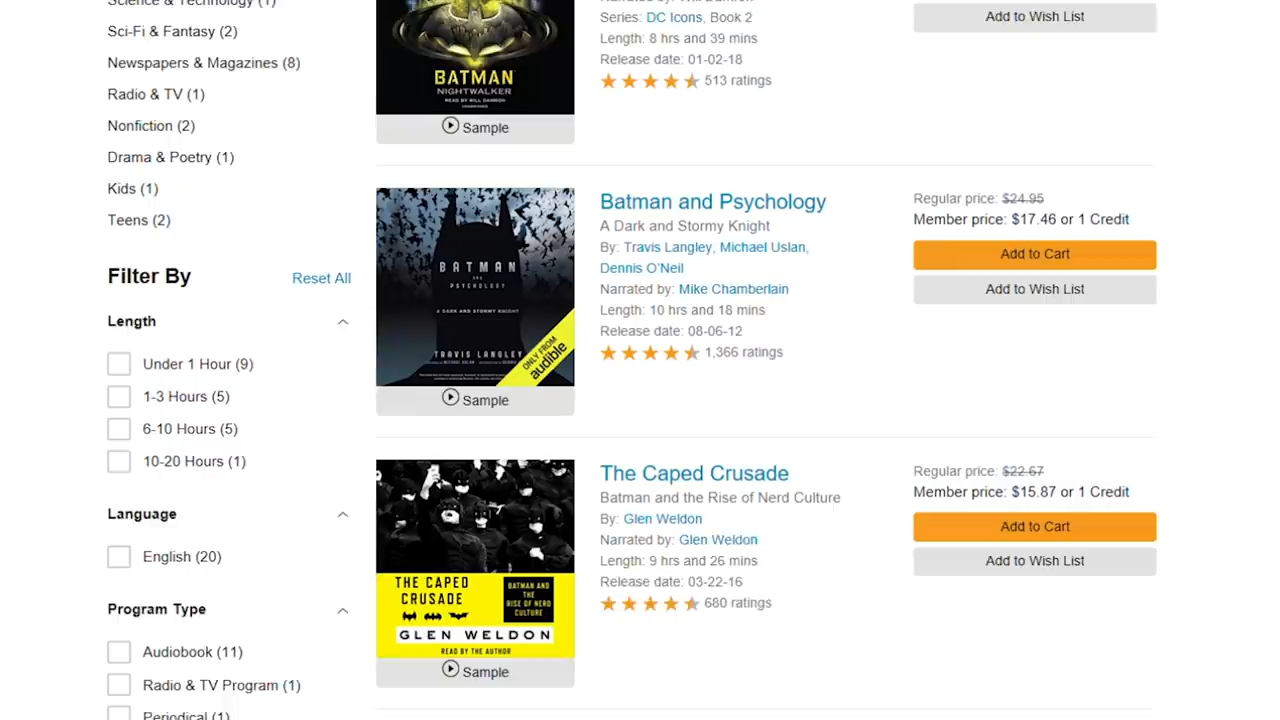 Science & Technology (1)
Sci-Fi & Fantasy (2)
Newspapers & Magazines (8)
Radio & TV (1)
Nonfiction (2)
Drama & Poetry (1)
Kids (1)
Teens (2)
Filter By
Reset All
Length
Under 1 Hour (9)
1-3 Hours (5)
6-10 Hours (5)
10-20 Hours (1)
Language
English (20)
Program Type
Audiobook (11)
Radio & TV Program (1)
Periodical (1)
BATMAN
NIGHTWALKER
READ BY WILL DAMRON
Sample
Series: DC Icons, Book 2
Length: 8 hrs and 39 mins
Release date: 01-02-18
513 ratings
Add to Wish List
BATMAN
AND
PSYCHOLOGY
A DARK AND STORMY KNIGHT
TRAVIS LANGLEY
ONLY FROM
audible
Sample
Batman and Psychology
A Dark and Stormy Knight
By: Travis Langley, Michael Uslan,
Dennis O'Neil
Narrated by: Mike Chamberlain
Length: 10 hrs and 18 mins
Release date: 08-06-12
1,366 ratings
Regular price: $24.95
Member price: $17.46 or 1 Credit
Add to Cart
Add to Wish List
THE CAPED
CRUSADE
BATMAN AND
THE
RISE OF NERD
CULTURE
GLEN WELDON
READ BY THE AUTHOR
Sample
The Caped Crusade
Batman and the Rise of Nerd Culture
By: Glen Weldon
Narrated by: Glen Weldon
Length: 9 hrs and 26 mins
Release date: 03-22-16
680 ratings
Regular price: $22.67
Member price: $15.87 or 1 Credit
Add to Cart
Add to Wish List